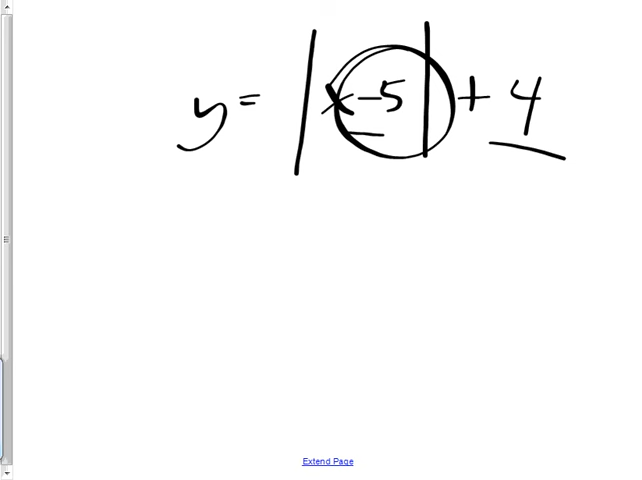 y = |x-5| + 4
Extend Page